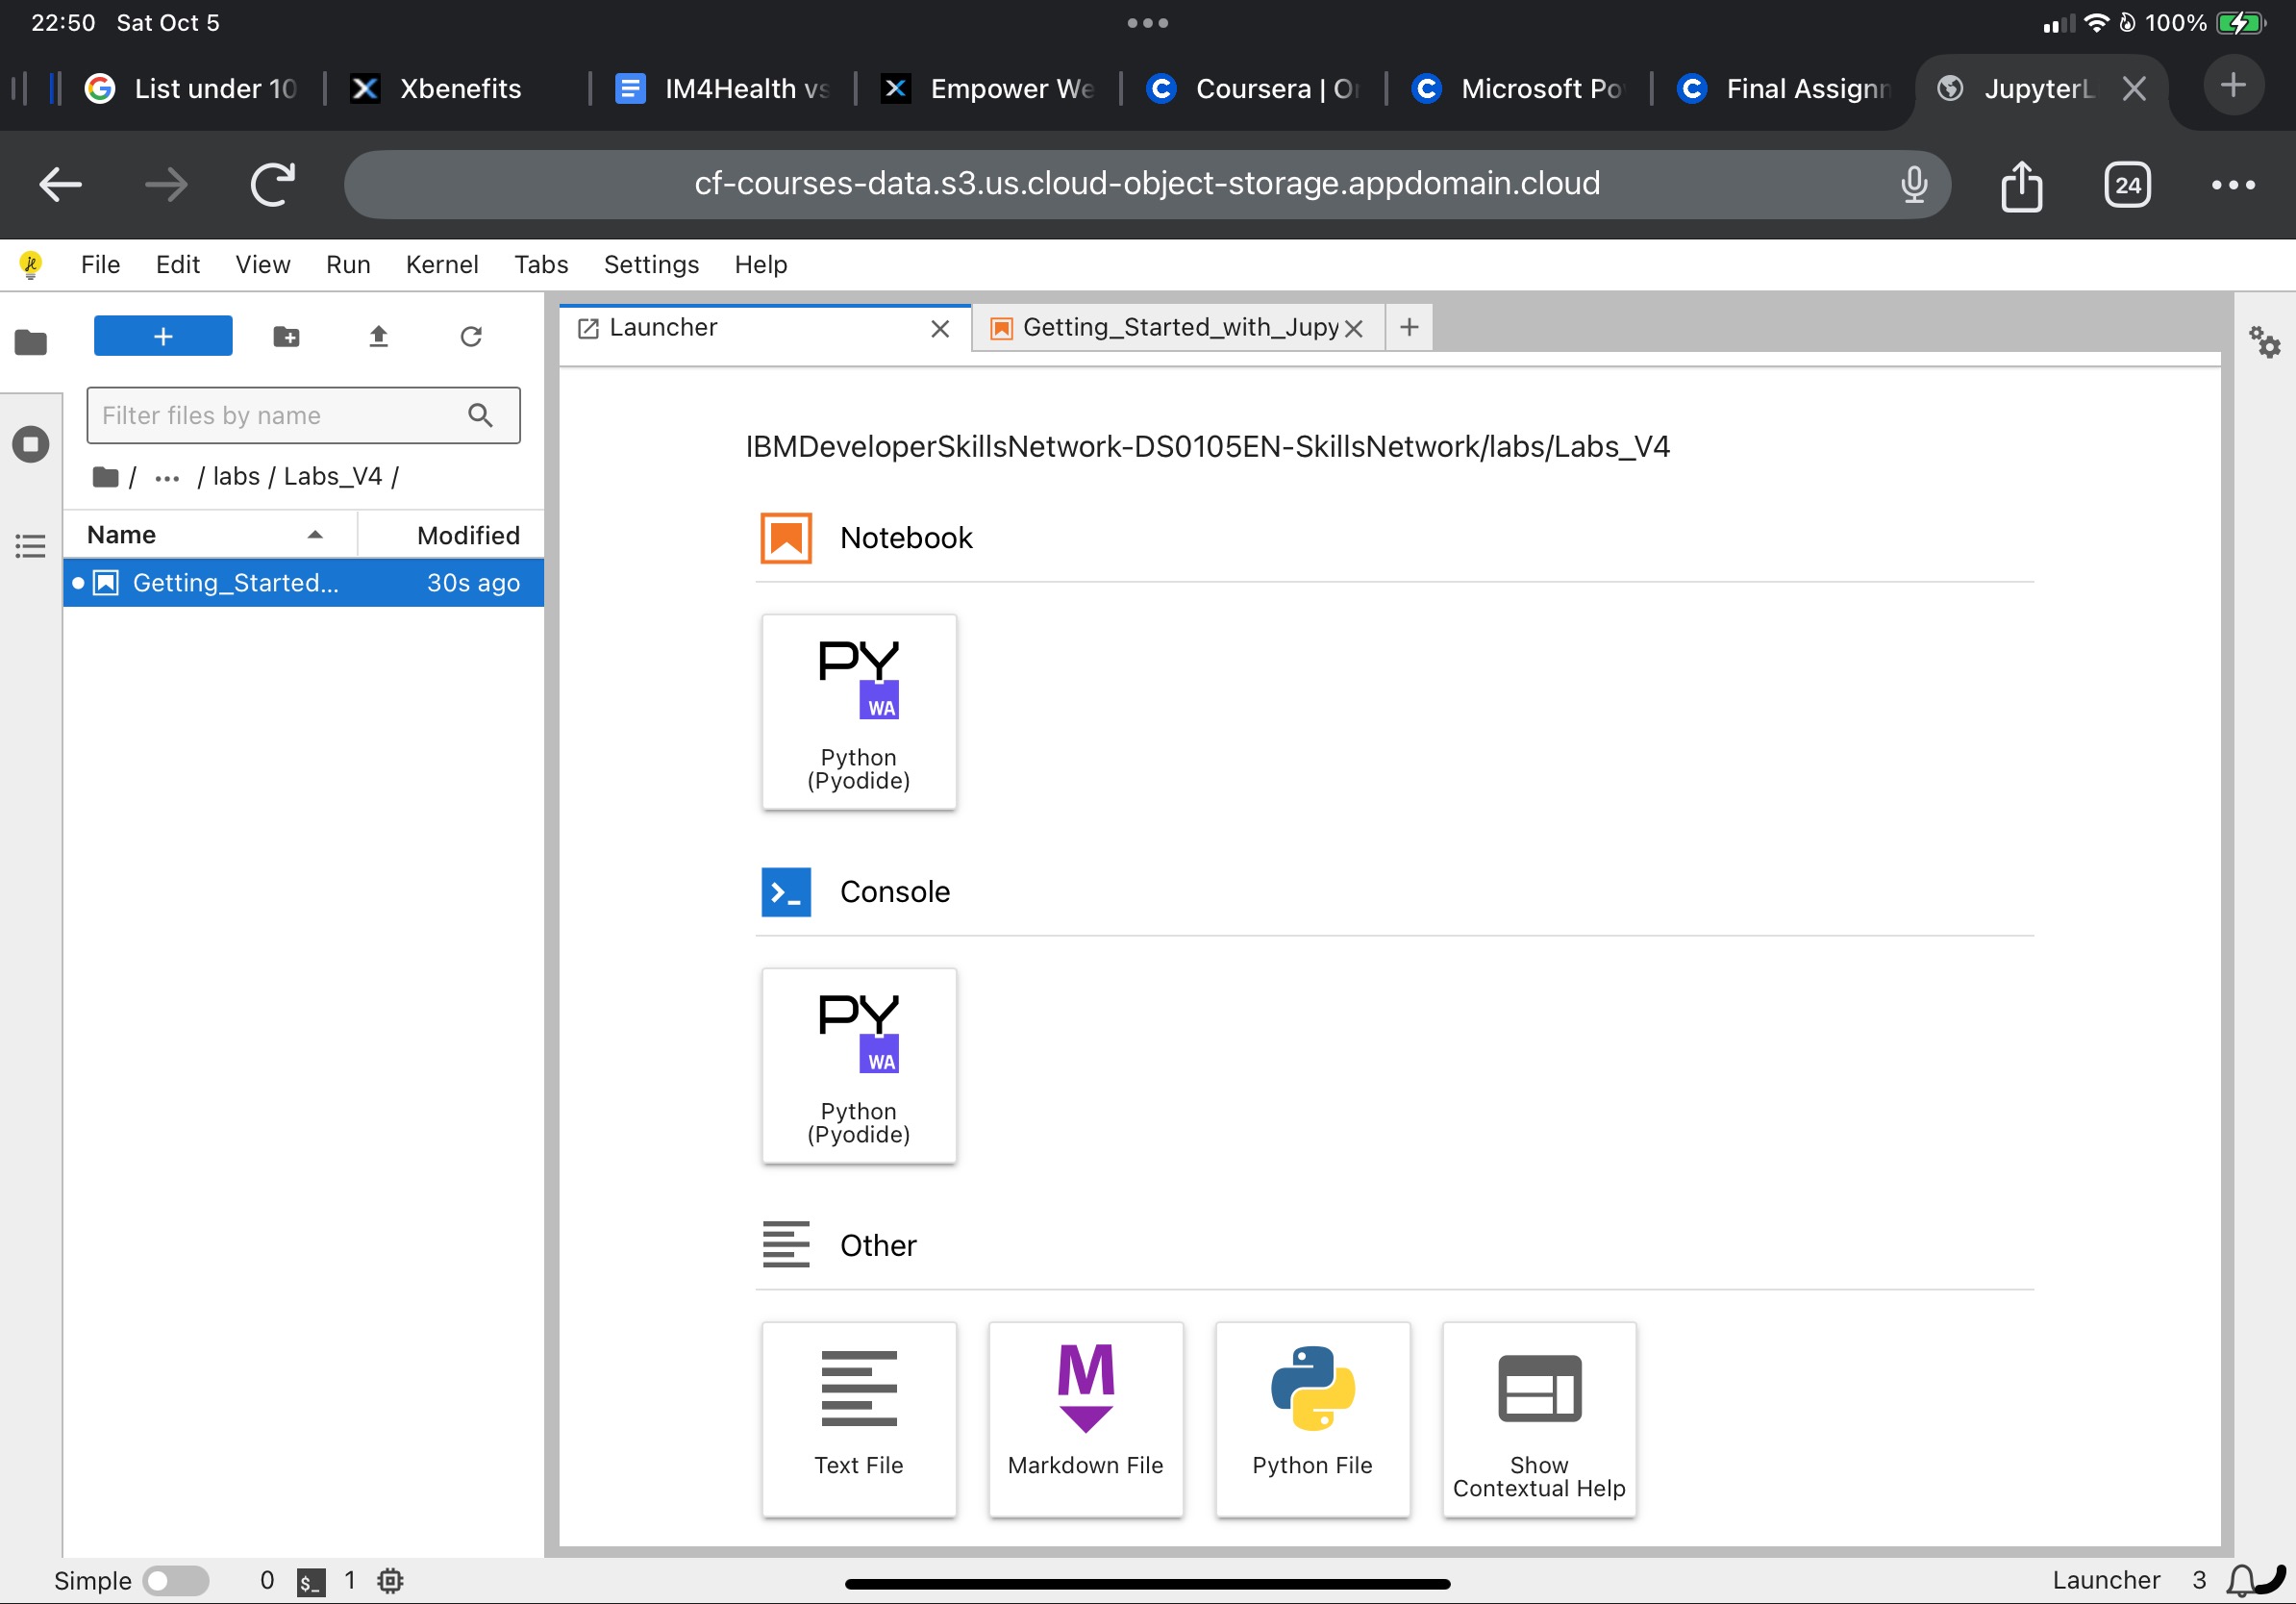 22:50 Sat Oct 5
100%
List under 10
Xbenefits
IM4Health vs
Empower We
Coursera | Or
Microsoft Po
Final Assignm
JupyterL
cf-courses-data.s3.us.cloud-object-storage.appdomain.cloud
24
File Edit View Run Kernel Tabs Settings Help
Launcher
Getting_Started_with_Jupy
Filter files by name
/ ... / labs / Labs_V4 /
Name Modified
Getting_Started... 30s ago
IBMDeveloperSkillsNetwork-DS0105EN-SkillsNetwork/labs/Labs_V4
Notebook
PY
WA
Python
(Pyodide)
Console
PY
WA
Python
(Pyodide)
Other
M
Text File
Markdown File
Python File
Show
Contextual Help
Simple 0 $_ 1
Launcher 3